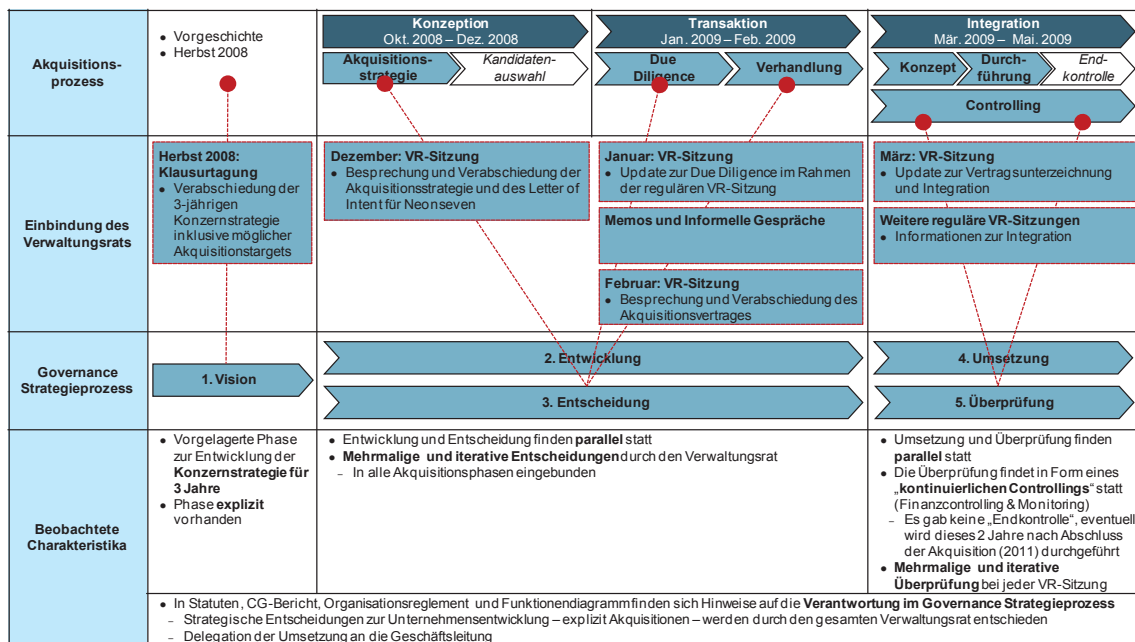 Akquisitions-
prozess
• Vorgeschichte
• Herbst 2008
Konzeption
Okt. 2008 – Dez. 2008
Akquisitions-
strategie
Kandidaten-
auswahl
Transaktion
Jan. 2009 – Feb. 2009
Due
Diligence
Verhandlung
Integration
Mär. 2009 - Mai. 2009
Konzept
Durch-
führung
End-
kontrolle
Controlling
Einbindung des
Verwaltungsrats
Herbst 2008:
Klausurtagung
• Verabschiedung der
3-jährigen
Konzernstrategie
inklusive möglicher
Akquisitionstargets
Dezember: VR-Sitzung
• Besprechung und Verabschiedung der
Akquisitionsstrategie und des Letter of
Intent für Neonseven
Januar: VR-Sitzung
• Update zur Due Diligence im Rahmen
der regulären VR-Sitzung
Memos und Informelle Gespräche
Februar: VR-Sitzung
• Besprechung und Verabschiedung des
Akquisitionsvertrages
März: VR-Sitzung
• Update zur Vertragsunterzeichnung
und Integration
Weitere reguläre VR-Sitzungen
• Informationen zur Integration
Governance
Strategieprozess
1. Vision
2. Entwicklung
3. Entscheidung
4. Umsetzung
5. Überprüfung
Beobachtete
Charakteristika
• Vorgelagerte Phase
zur Entwicklung der
Konzernstrategie für
3 Jahre
• Phase explizit
vorhanden
• Entwicklung und Entscheidung finden parallel statt
• Mehrmalige und iterative Entscheidungen durch den Verwaltungsrat
– In alle Akquisitionsphasen eingebunden
• Umsetzung und Überprüfung finden
parallel statt
• Die Überprüfung findet in Form eines
„kontinuierlichen Controllings“ statt
(Finanzcontrolling & Monitoring)
– Es gab keine „Endkontrolle“, eventuell
wird dieses 2 Jahre nach Abschluss
der Akquisition (2011) durchgeführt
• Mehrmalige und iterative
Überprüfung bei jeder VR-Sitzung
• In Statuten, CG-Bericht, Organisationsreglement und Funktionendiagramm finden sich Hinweise auf die Verantwortung im Governance Strategieprozess
– Strategische Entscheidungen zur Unternehmensentwicklung – explizit Akquisitionen – werden durch den gesamten Verwaltungsrat entschieden
– Delegation der Umsetzung an die Geschäftsleitung